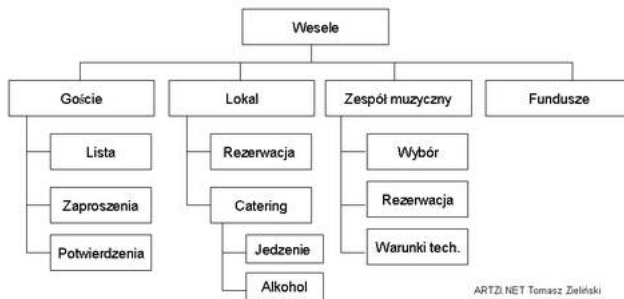 Wesele
Goście
Lokal
Zespół muzyczny
Fundusze
Lista
Rezerwacja
Wybór
Zaproszenia
Catering
Rezerwacja
Potwierdzenia
Jedzenie
Warunki tech.
Alkohol
ARTZI.NET Tomasz Zieliński